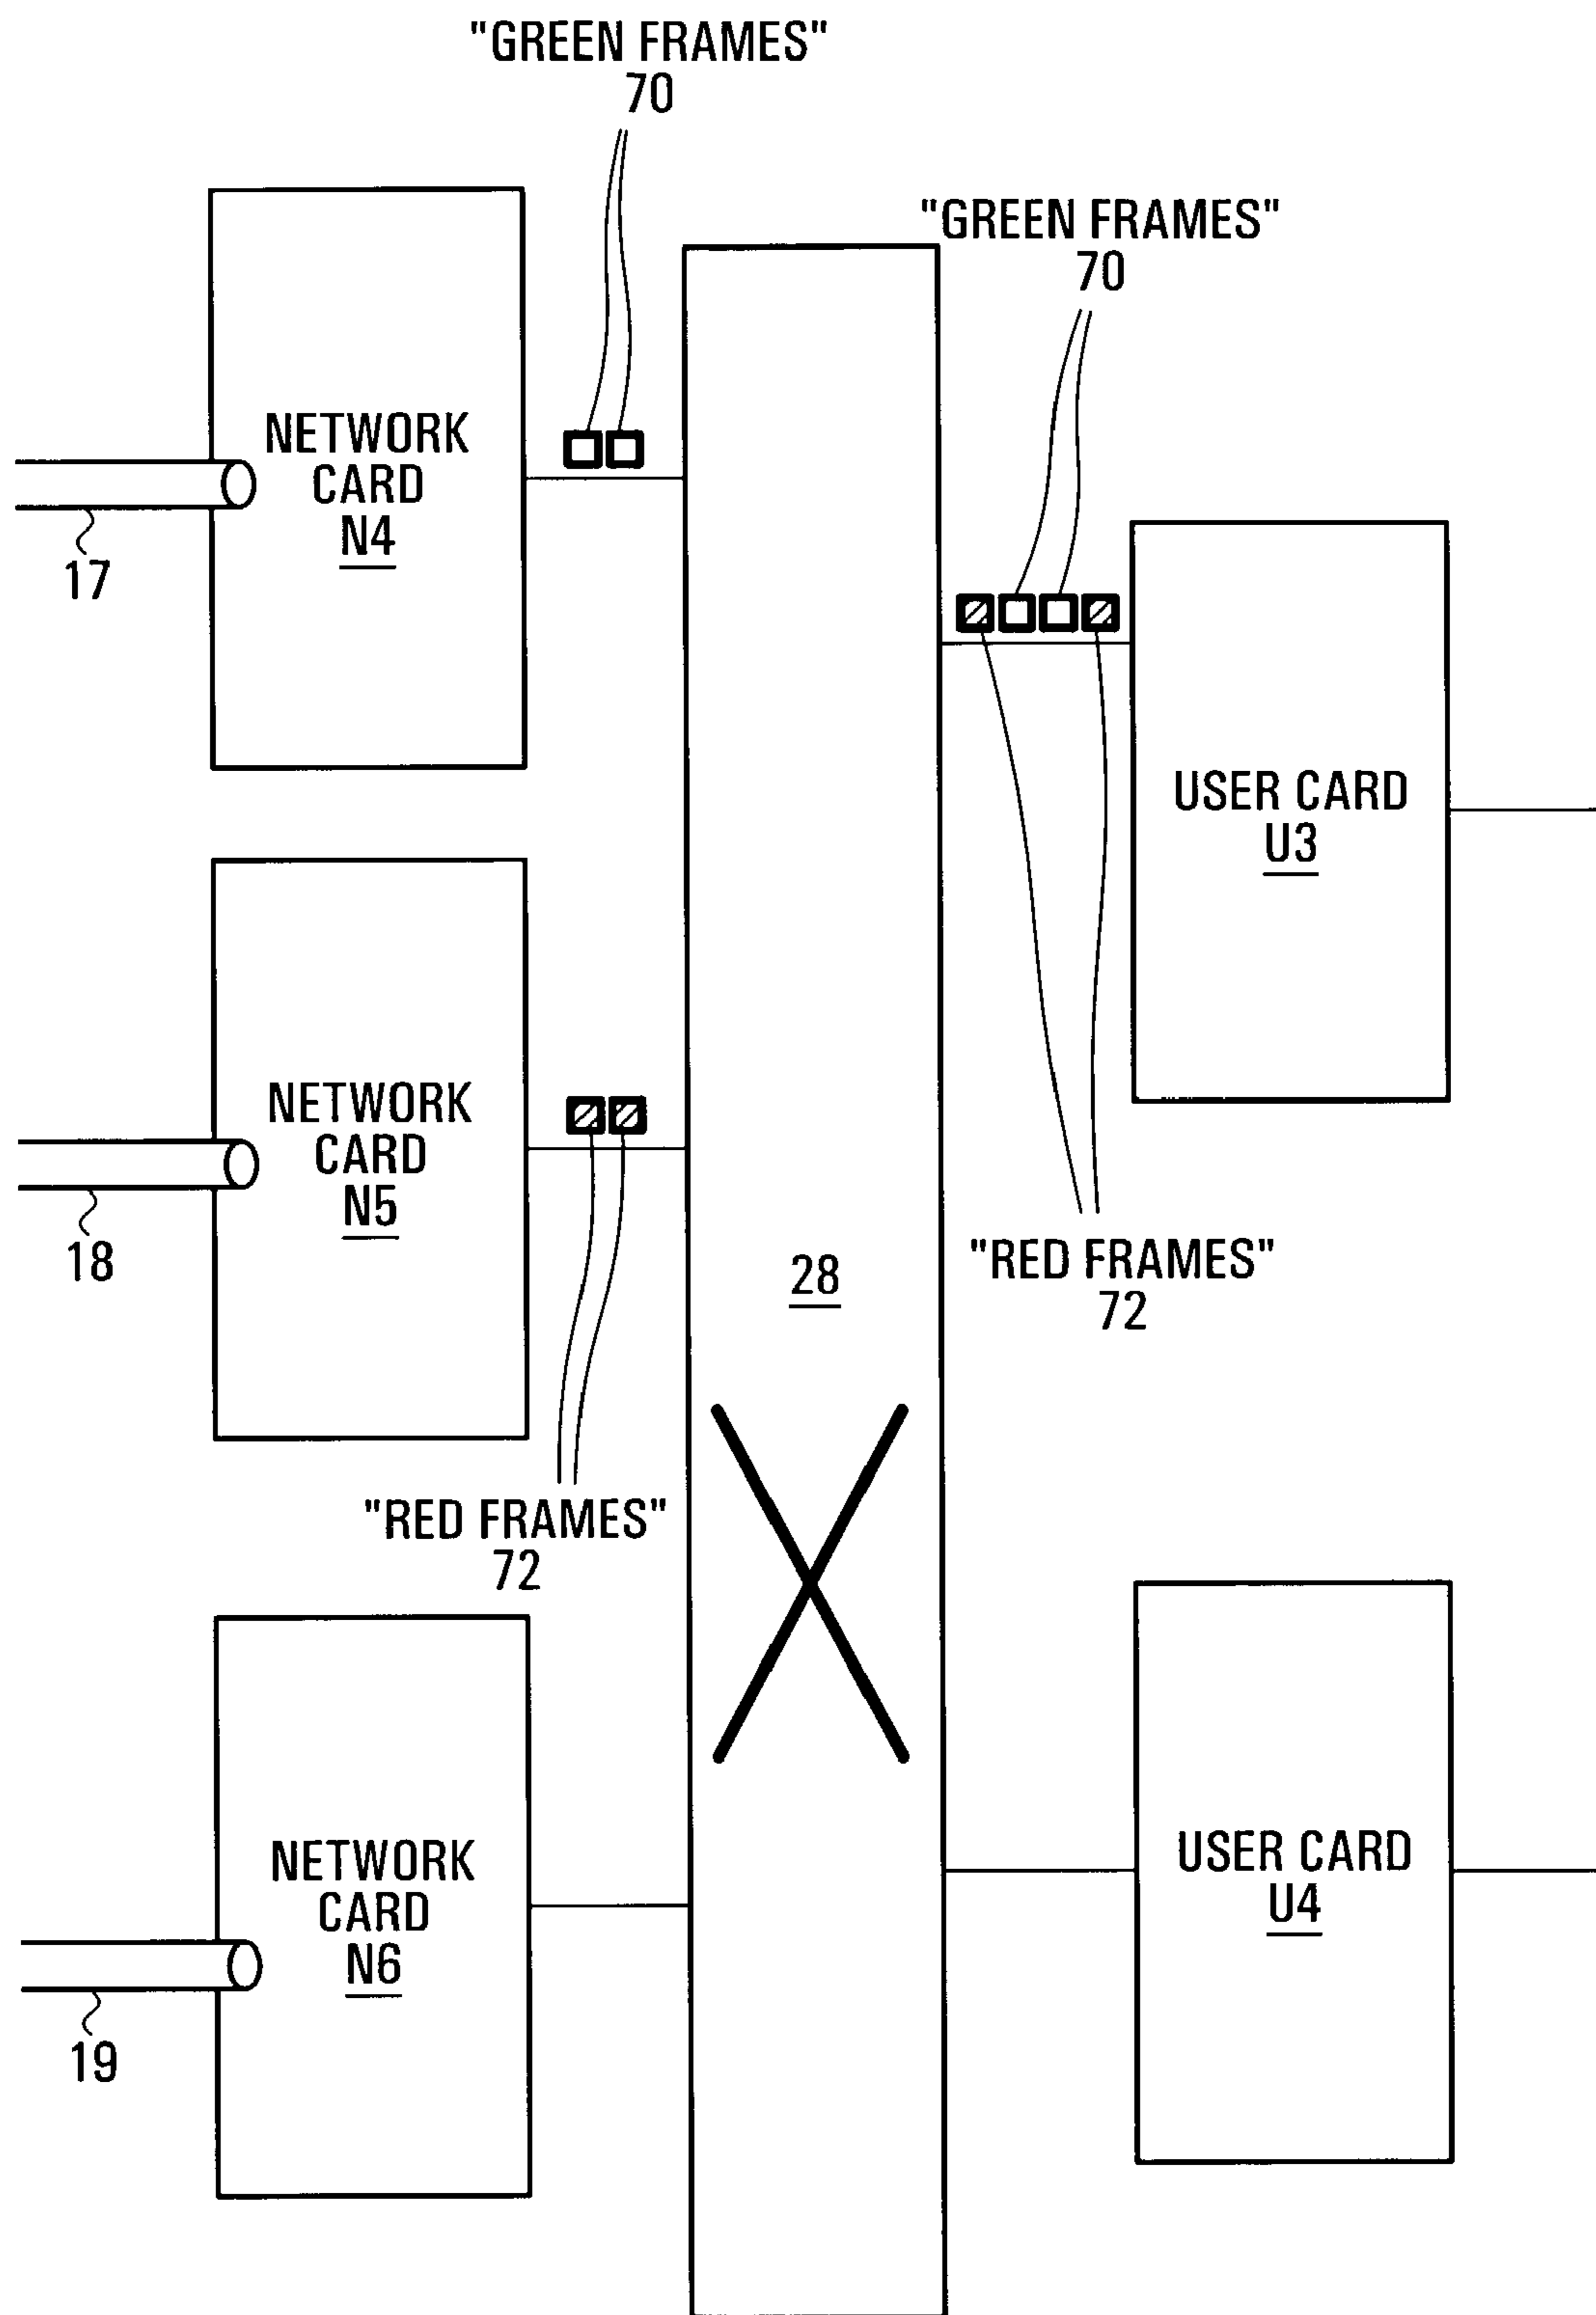 "GREEN FRAMES"
70
"GREEN FRAMES"
70
NETWORK
CARD
N4
17
USER CARD
U3
NETWORK
CARD
N5
18
"RED FRAMES"
72
28
"RED FRAMES"
72
NETWORK
CARD
N6
19
USER CARD
U4